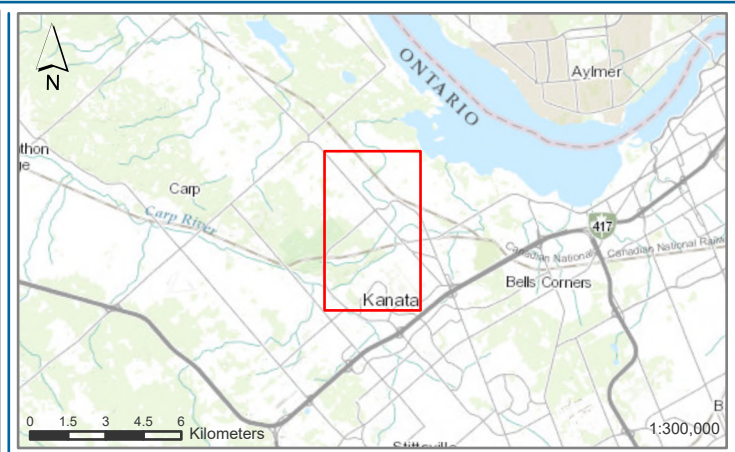 N
ONTARIO
Aylmer
thon
Carp
Carp River
417
Canadian National
Canadian National Railw
Bells Corners
Kanata
0 1.5 3 4.5 6
Kilometers
1:300,000
B